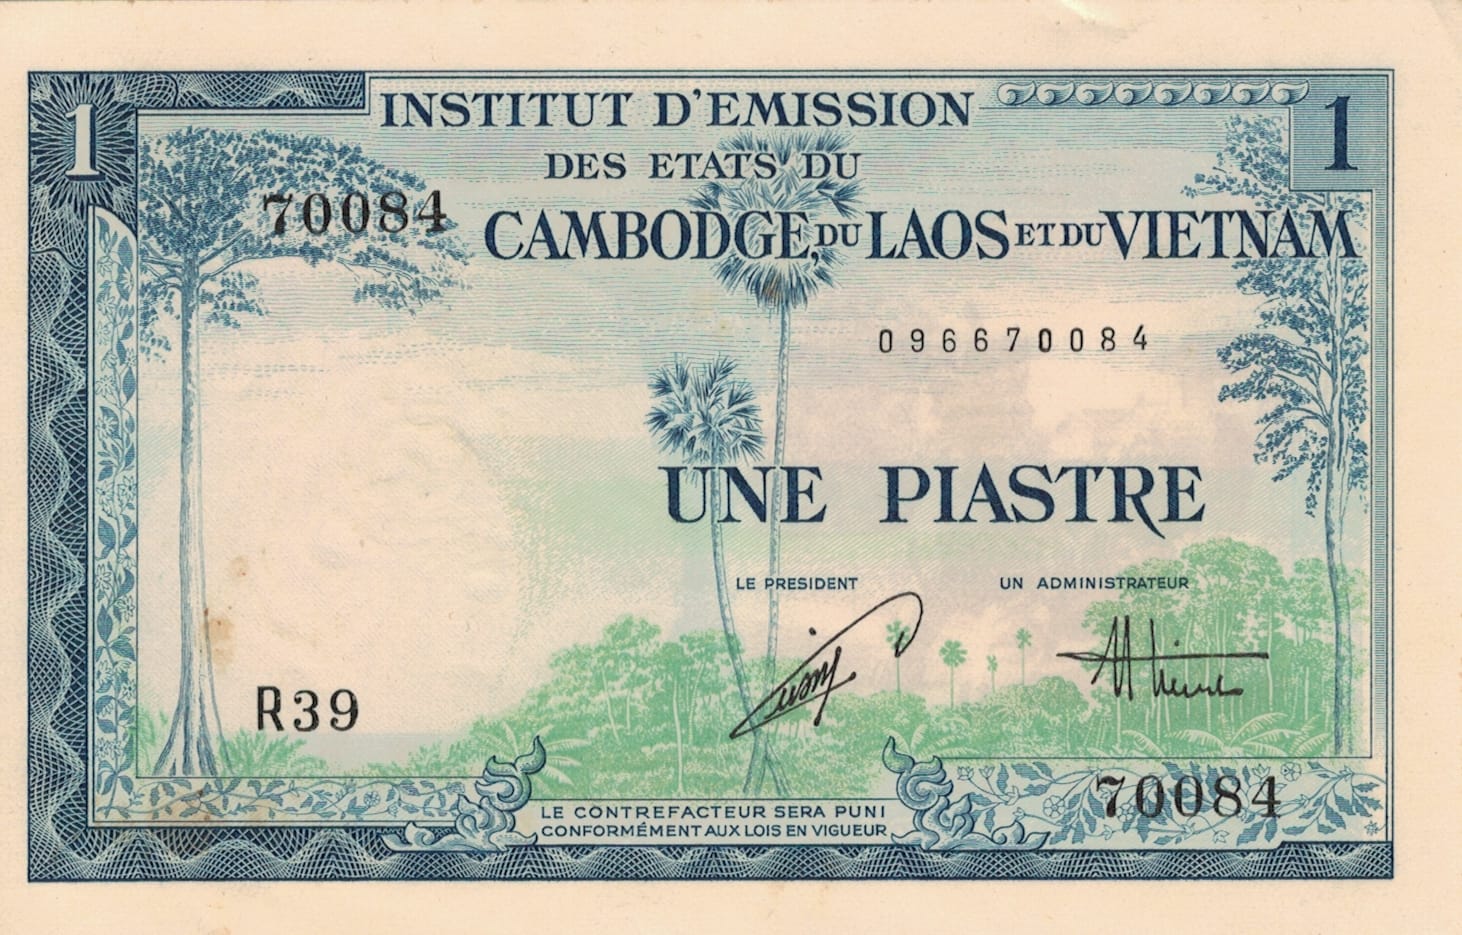 1
INSTITUT D'EMISSION
1
DES ETATS DU
70084
CAMBODGE, DU LAOS ET DU VIETNAM
096670084
UNE PIASTRE
LE PRESIDENT
UN ADMINISTRATEUR
R39
70084
LE CONTREFACTEUR SERA PUNI
CONFORMÉMENT AUX LOIS EN VIGUEUR